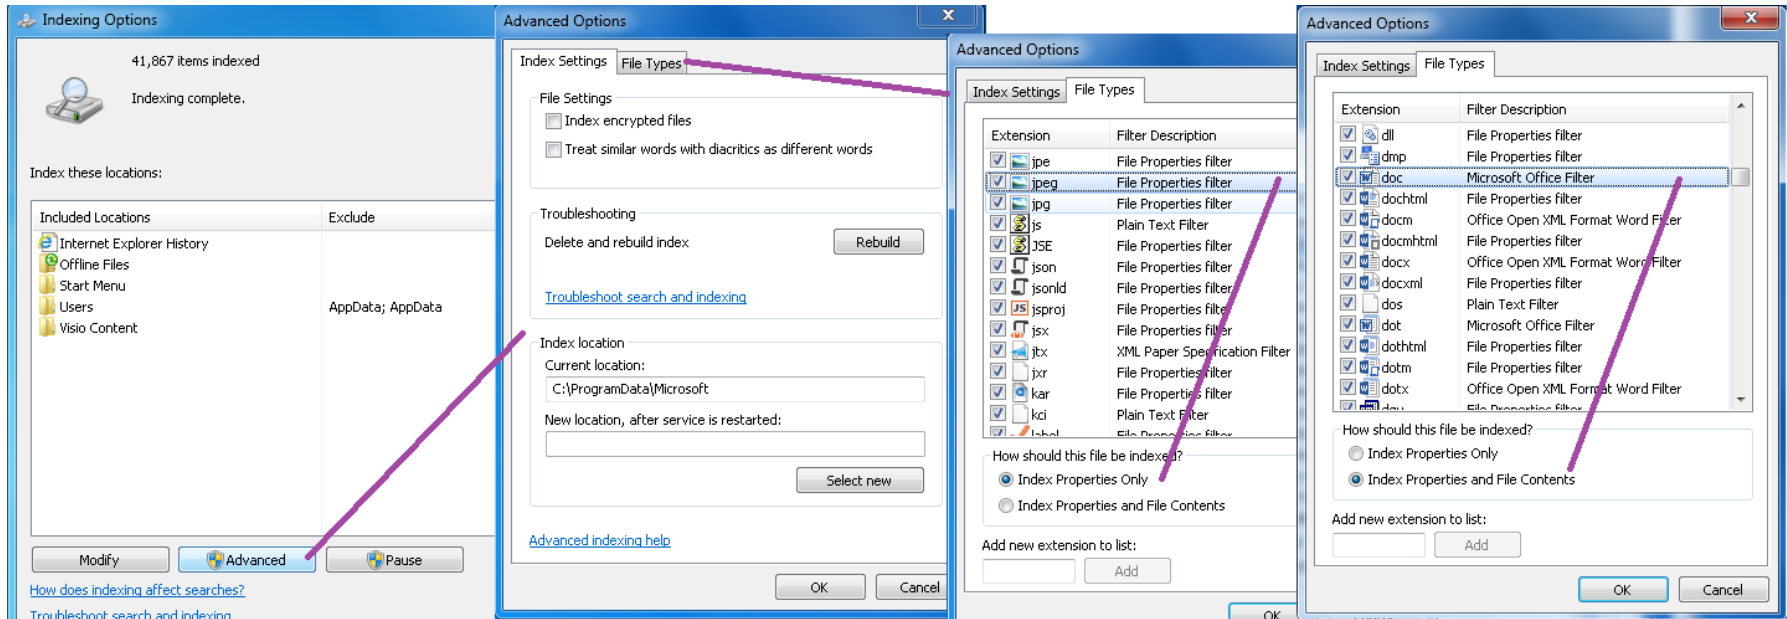 Indexing Options
41,867 items indexed
Indexing complete.
Index these locations:
Included Locations Exclude
Internet Explorer History
Offline Files
Start Menu
Users AppData; AppData
Visio Content
Modify Advanced Pause
How does indexing affect searches?
Troubleshoot search and indexing
Advanced Options
Index Settings File Types
File Settings
Index encrypted files
Treat similar words with diacritics as different words
Troubleshooting
Delete and rebuild index Rebuild
Troubleshoot search and indexing
Index location
Current location:
C:\ProgramData\Microsoft
New location, after service is restarted:
Select new
Advanced indexing help
OK Cancel
Advanced Options
Index Settings File Types
Extension Filter Description
jpe File Properties filter
jpeg File Properties filter
jpg File Properties filter
js Plain Text Filter
JSE File Properties filter
json File Properties filter
jsonld File Properties filter
jsproj File Properties filter
jsx File Properties filter
jtx XML Paper Specification Filter
jxr File Properties filter
kar File Properties filter
kci Plain Text Filter
label File Properties filter
How should this file be indexed?
Index Properties Only
Index Properties and File Contents
Add new extension to list:
Add
OK
Advanced Options
Index Settings File Types
Extension Filter Description
dll File Properties filter
dmp File Properties filter
doc Microsoft Office Filter
dochtml File Properties filter
docm Office Open XML Format Word Filter
docmhtml File Properties filter
docx Office Open XML Format Word Filter
docxml File Properties filter
dos Plain Text Filter
dot Microsoft Office Filter
dothtml File Properties filter
dotm File Properties filter
dotx Office Open XML Format Word Filter
File Properties filter
How should this file be indexed?
Index Properties Only
Index Properties and File Contents
Add new extension to list:
Add
OK Cancel